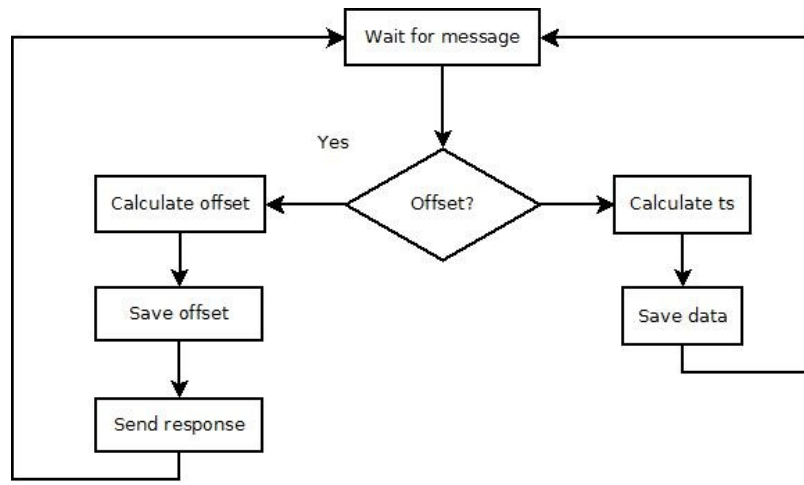 Wait for message
Yes
Calculate offset
Offset?
Calculate ts
Save offset
Save data
Send response